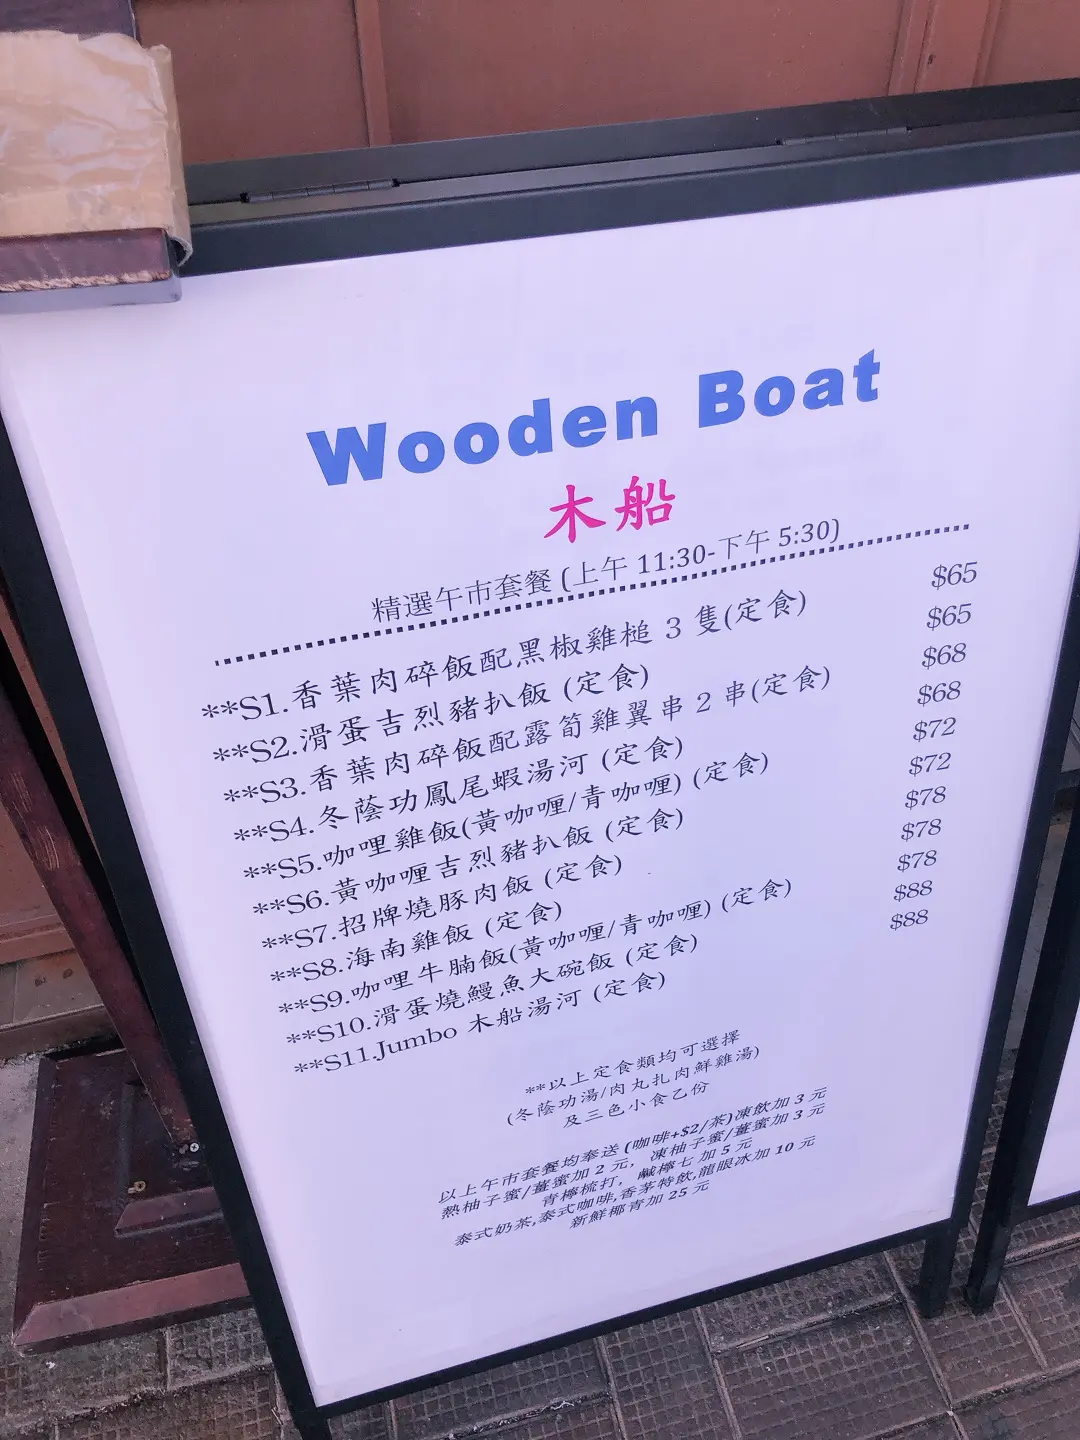 Wooden Boat
木船
精選午市套餐 (上午 11:30-下午 5:30)
**S1.香葉肉碎飯配黑椒雞槌 3 隻(定食) $65
**S2.滑蛋吉烈豬扒飯 (定食) $65
**S3.香葉肉碎飯配露筍雞翼串 2 串(定食) $68
**S4.冬蔭功鳳尾蝦湯河 (定食) $68
**S5.咖哩雞飯(黃咖喱/青咖喱) (定食) $72
**S6.黃咖喱吉烈豬扒飯 (定食) $72
**S7.招牌燒豚肉飯 (定食) $78
**S8.海南雞飯 (定食) $78
**S9.咖哩牛腩飯(黃咖喱/青咖喱) (定食) $78
**S10.滑蛋燒鰻魚大碗飯 (定食) $88
**S11.Jumbo 木船湯河 (定食) $88
**以上定食類均可選擇
(冬蔭功湯/肉丸扎肉鮮雞湯)
及三色小食乙份
以上午市套餐均奉送 (咖啡+$2/茶)凍飲加 3 元
熱柚子蜜/薑蜜加 2 元, 凍柚子蜜/薑蜜加 3 元
青檸梳打, 鹹檸七 加 5 元
泰式奶茶,泰式咖啡,香茅特飲,龍眼冰加 10 元
新鮮椰青加 25 元